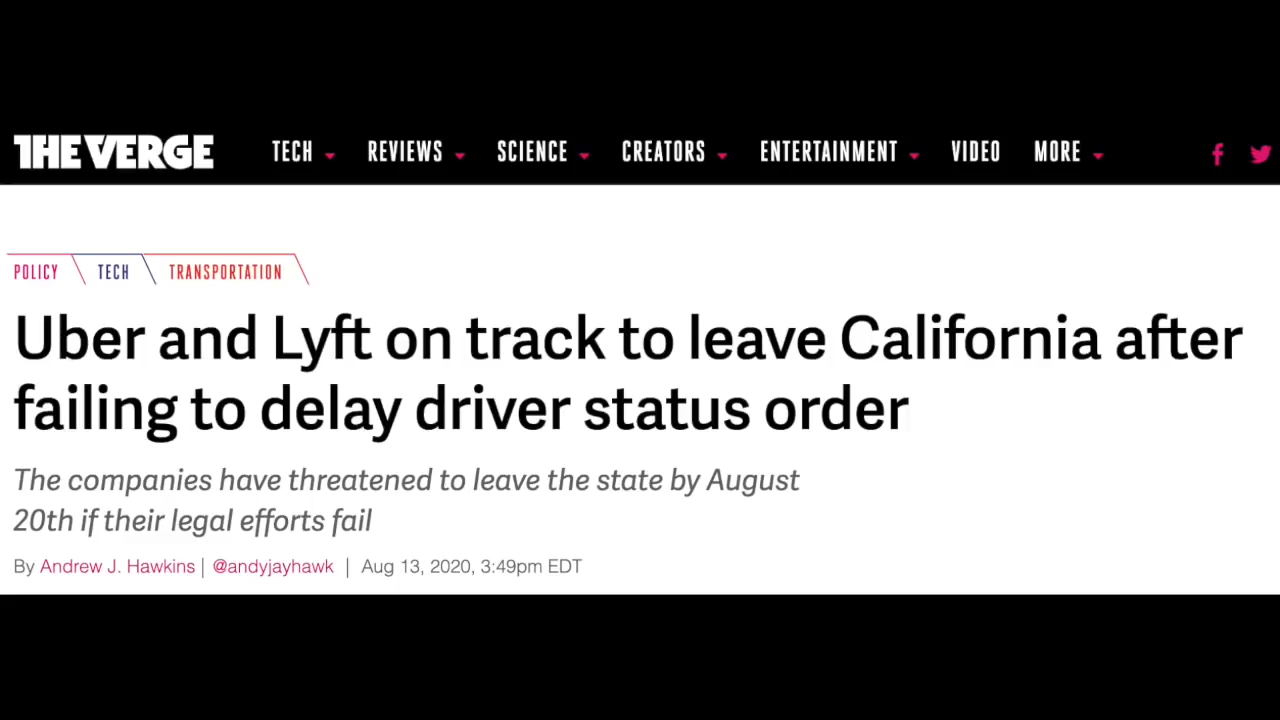 THE VERGE TECH REVIEWS SCIENCE CREATORS ENTERTAINMENT VIDEO MORE
POLICY TECH TRANSPORTATION
Uber and Lyft on track to leave California after
failing to delay driver status order
The companies have threatened to leave the state by August
20th if their legal efforts fail
By Andrew J. Hawkins | @andyjayhawk | Aug 13, 2020, 3:49pm EDT